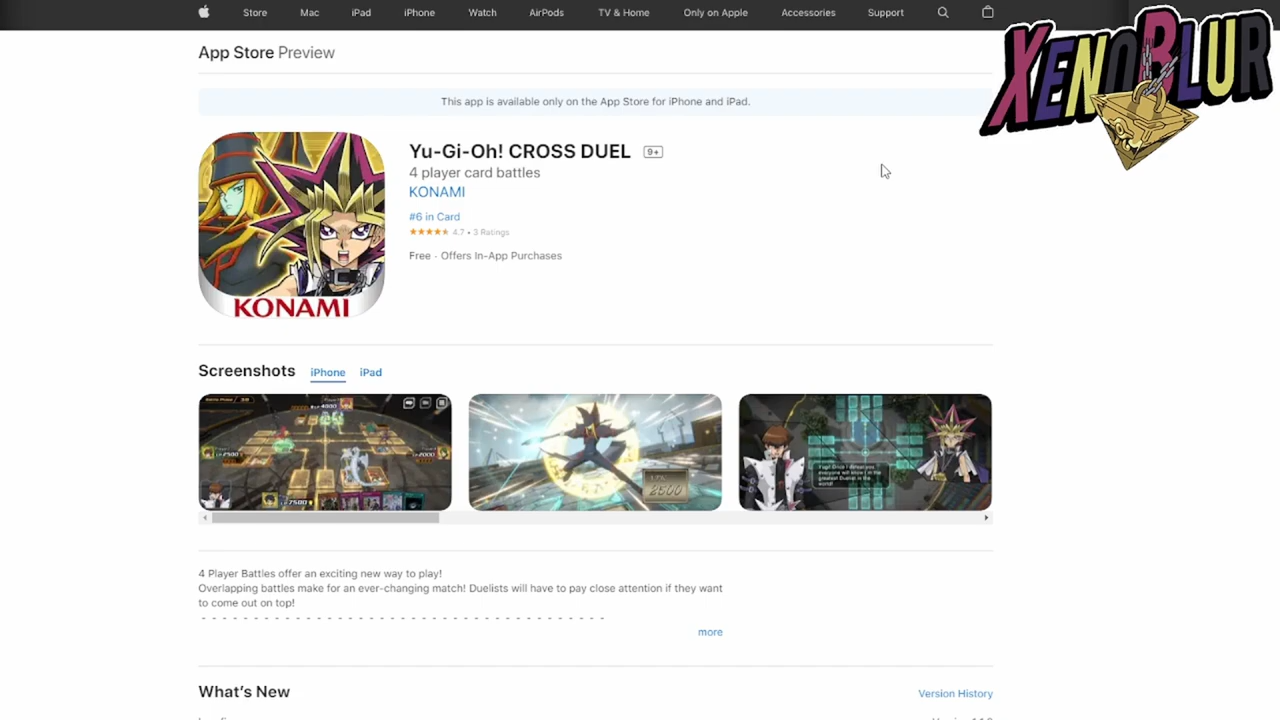 Store Mac iPad iPhone Watch AirPods TV & Home Only on Apple Accessories Support
XENOBLUR
App Store Preview
This app is available only on the App Store for iPhone and iPad.
Yu-Gi-Oh! CROSS DUEL 9+
4 player card battles
KONAMI
#6 in Card
4.7 • 3 Ratings
Free · Offers In-App Purchases
KONAMI
Screenshots iPhone iPad
2500
4 Player Battles offer an exciting new way to play!
Overlapping battles make for an ever-changing match! Duelists will have to pay close attention if they want
to come out on top!
- - - - - - - - - - - - - - - - - - - - - - - - - - - - - - - - - - -
more
What's New Version History